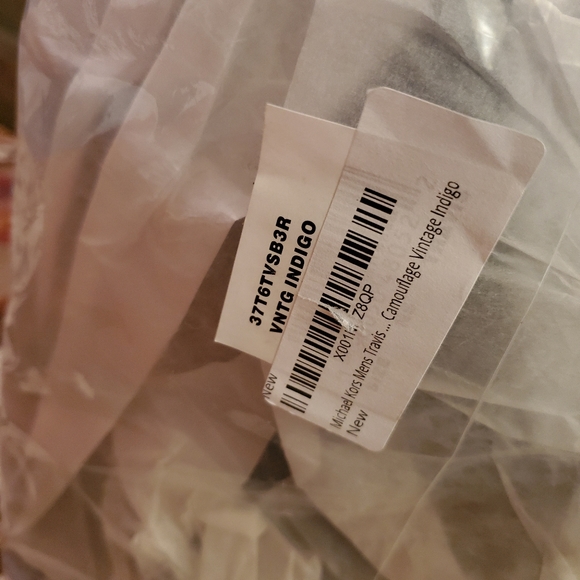 37T6TVSB3R
VNTG INDIGO
New
X001 Z8QP
Michael Kors Mens Travis ... Camouflage Vintage Indigo
New